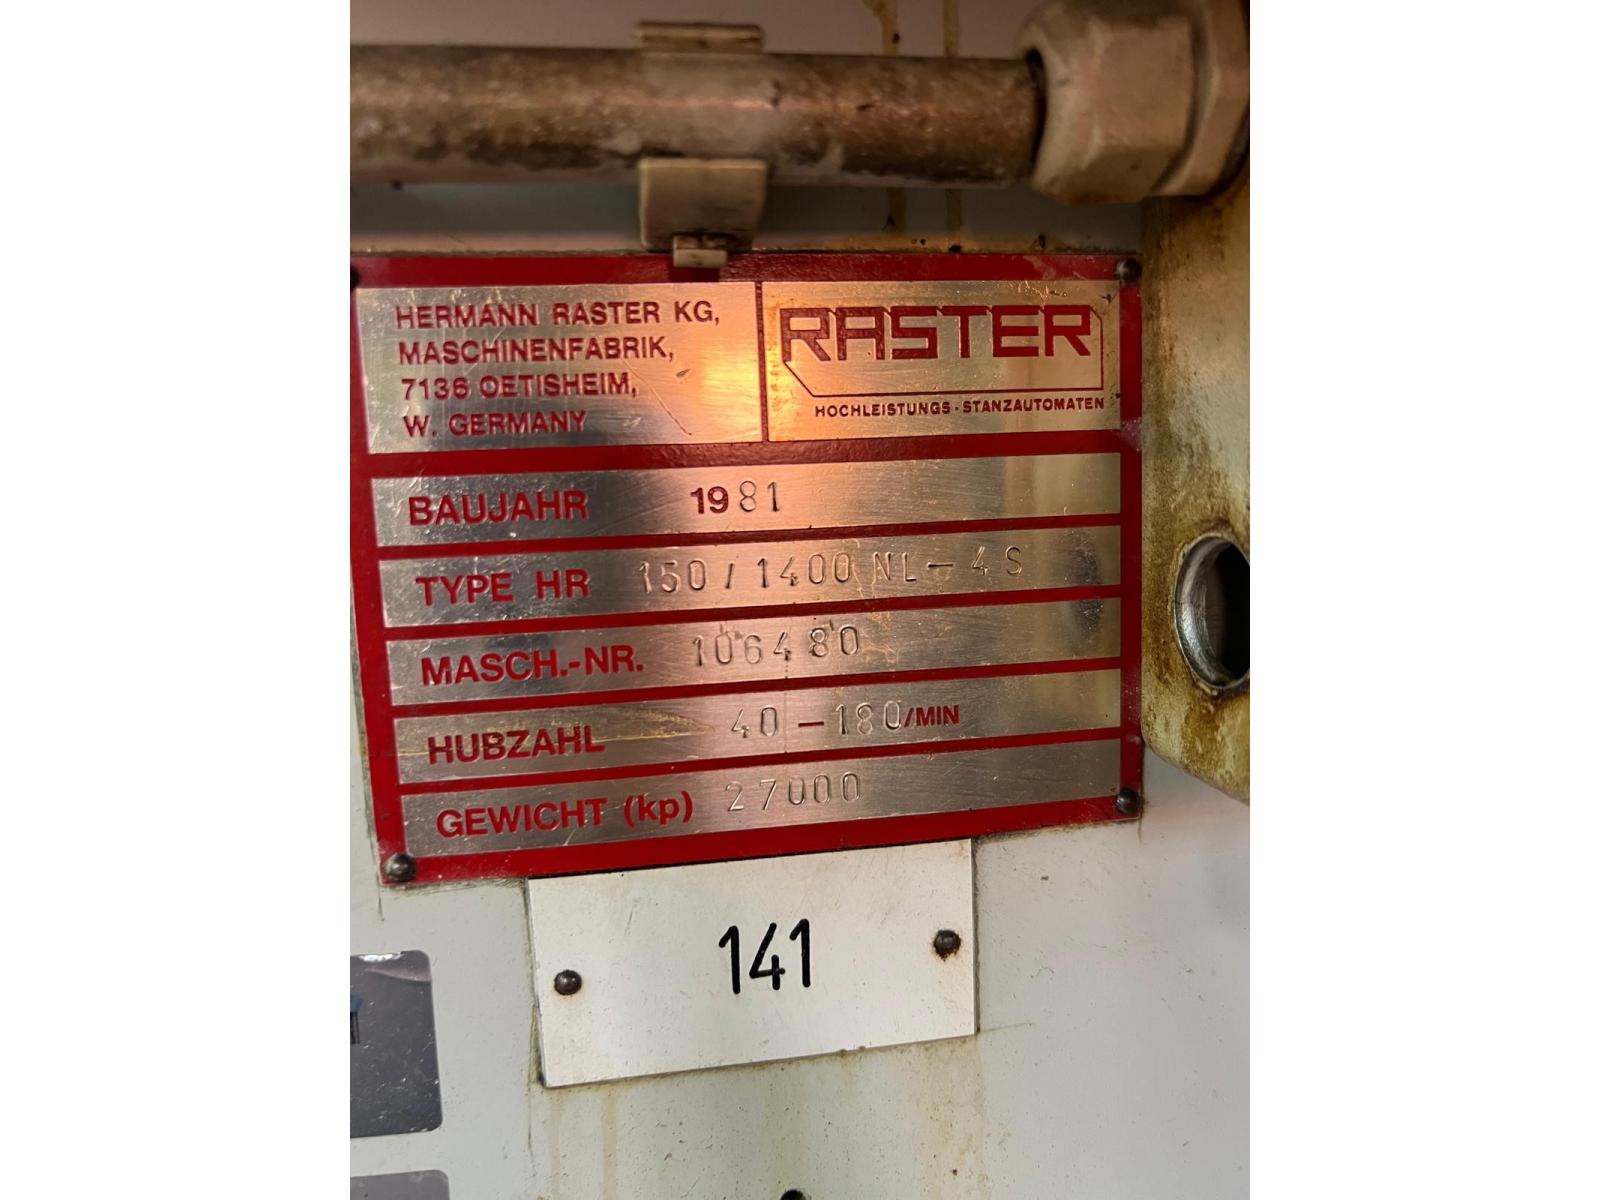 HERMANN RASTER KG,
MASCHINENFABRIK,
7136 OETISHEIM,
W. GERMANY
RASTER
HOCHLEISTUNGS-STANZAUTOMATEN
BAUJAHR 1981
TYPE HR 150/1400 NL-4S
MASCH.-NR. 106480
HUBZAHL 40-180/MIN
GEWICHT (kp) 27000
141